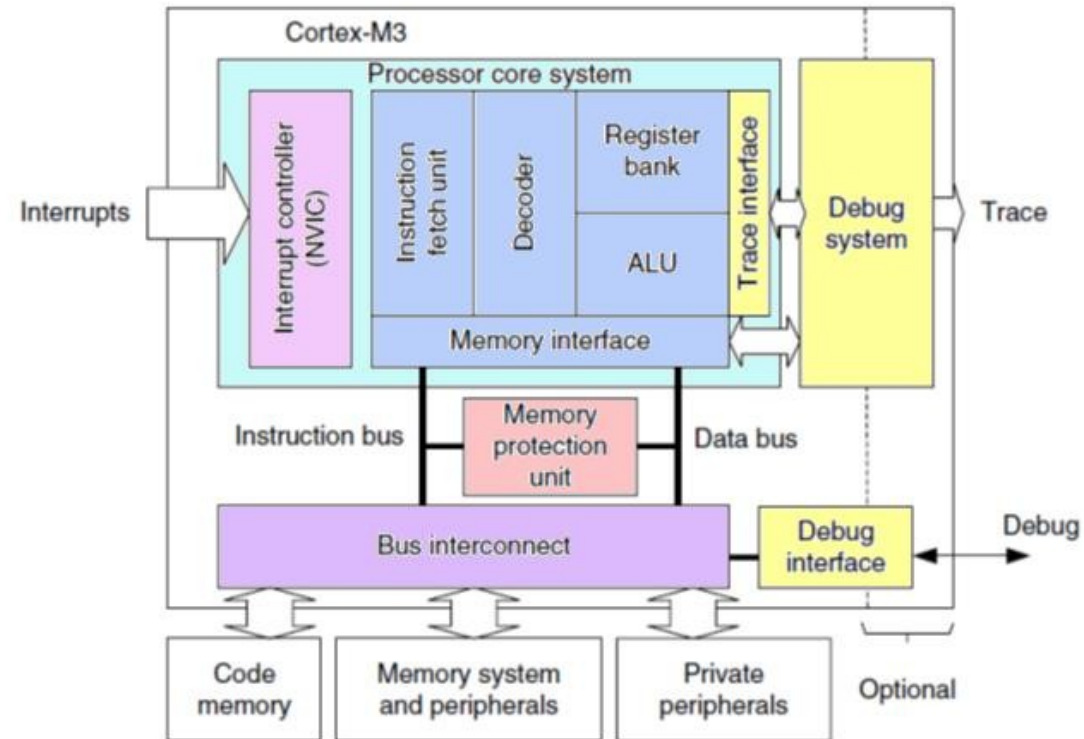 Cortex-M3
Processor core system
Interrupts
Interrupt controller
(NVIC)
Instruction
fetch unit
Decoder
Register
bank
ALU
Trace interface
Memory interface
Debug
system
Trace
Instruction bus
Memory
protection
unit
Data bus
Bus interconnect
Debug
interface
Debug
Code
memory
Memory system
and peripherals
Private
peripherals
Optional